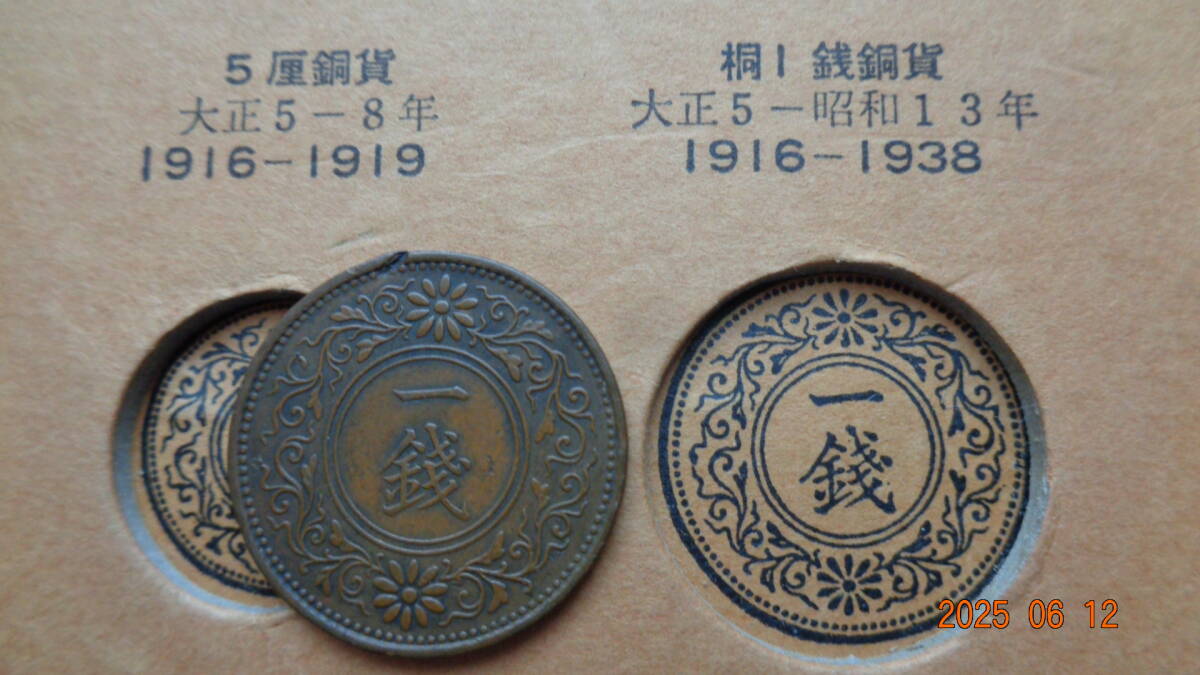 5厘銅貨
大正5-8年
1916-1919
桐1銭銅貨
大正5-昭和13年
1916-1938
一
錢
一
錢
2025 06 12